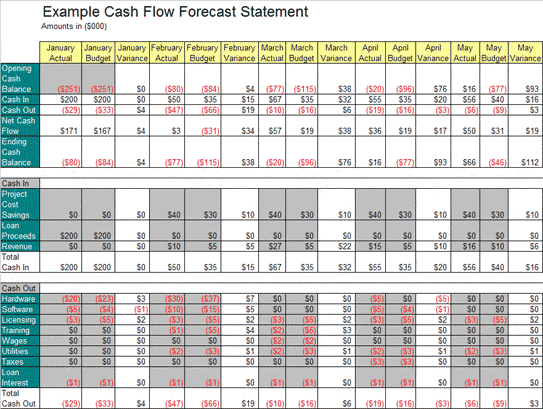 Example Cash Flow Forecast Statement
Amounts in ($000)
January Actual January Budget January Variance February Actual February Budget February Variance March Actual March Budget March Variance April Actual April Budget April Variance May Actual May Budget May Variance
Opening Cash Balance ($251) ($251) $0 ($80) ($84) $4 ($77) ($115) $38 ($20) ($96) $76 $16 ($77) $93
Cash In $200 $200 $0 $50 $35 $15 $67 $35 $32 $55 $35 $20 $56 $40 $16
Cash Out ($29) ($33) $4 ($47) ($66) $19 ($10) ($16) $6 ($19) ($16) ($3) ($6) ($9) $3
Net Cash Flow $171 $167 $4 $3 ($31) $34 $57 $19 $38 $36 $19 $17 $50 $31 $19
Ending Cash Balance ($80) ($84) $4 ($77) ($115) $38 ($20) ($96) $76 $16 ($77) $93 $66 ($46) $112
Cash In
Project Cost Savings $0 $0 $0 $40 $30 $10 $40 $30 $10 $40 $30 $10 $40 $30 $10
Loan Proceeds $200 $200 $0 $0 $0 $0 $0 $0 $0 $0 $0 $0 $0 $0 $0
Revenue $0 $0 $0 $10 $5 $5 $27 $5 $22 $15 $5 $10 $16 $10 $6
Total Cash In $200 $200 $0 $50 $35 $15 $67 $35 $32 $55 $35 $20 $56 $40 $16
Cash Out
Hardware ($20) ($23) $3 ($30) ($37) $7 $0 $0 $0 ($5) $0 ($5) $0 $0 $0
Software ($5) ($4) ($1) ($10) ($15) $5 $0 $0 $0 ($5) ($4) ($1) $0 $0 $0
Licensing ($3) ($5) $2 ($3) ($5) $2 ($3) ($5) $2 ($3) ($5) $2 ($3) ($5) $2
Training $0 $0 $0 ($1) ($5) $4 ($2) ($5) $3 $0 $0 $0 $0 $0 $0
Wages $0 $0 $0 $0 $0 $0 ($2) ($2) $0 $0 $0 $0 $0 $0 $0
Utilities $0 $0 $0 ($2) ($3) $1 ($2) ($3) $1 ($2) ($3) $1 ($2) ($3) $1
Taxes $0 $0 $0 $0 $0 $0 $0 $0 $0 ($3) ($3) $0 $0 $0 $0
Loan Interest ($1) ($1) $0 ($1) ($1) $0 ($1) ($1) $0 ($1) ($1) $0 ($1) ($1) $0
Total Cash Out ($29) ($33) $4 ($47) ($66) $19 ($10) ($16) $6 ($19) ($16) ($3) ($6) ($9) $3